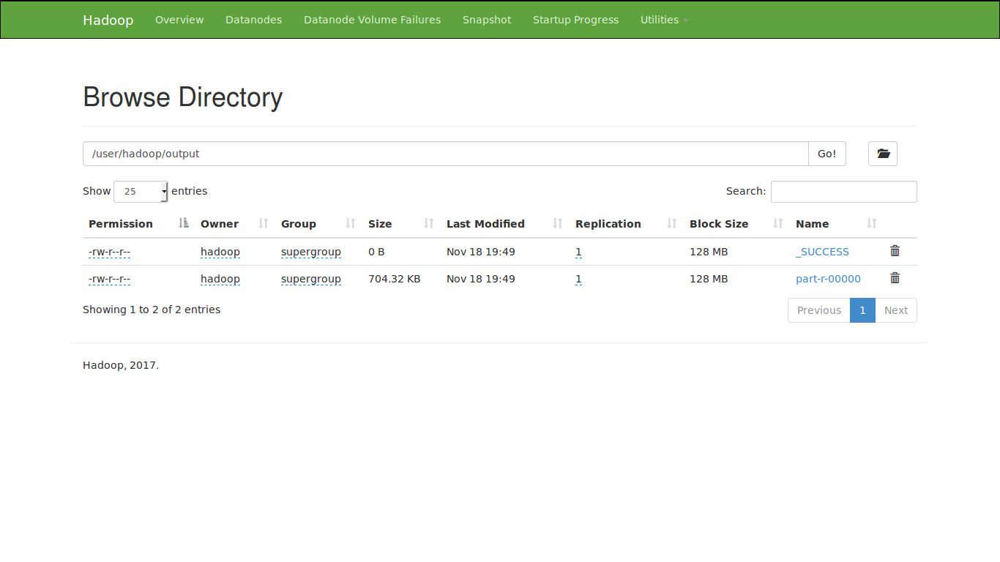 Hadoop Overview Datanodes Datanode Volume Failures Snapshot Startup Progress Utilities
Browse Directory
/user/hadoop/output Go!
Show 25 entries Search:
Permission Owner Group Size Last Modified Replication Block Size Name
-rw-r--r-- hadoop supergroup 0 B Nov 18 19:49 1 128 MB _SUCCESS
-rw-r--r-- hadoop supergroup 704.32 KB Nov 18 19:49 1 128 MB part-r-00000
Showing 1 to 2 of 2 entries Previous 1 Next
Hadoop, 2017.